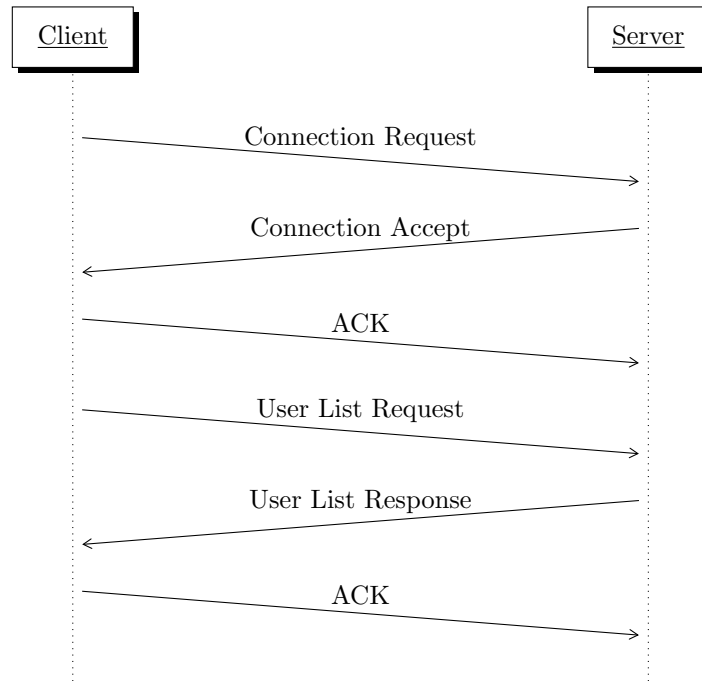 Client
Server
Connection Request
Connection Accept
ACK
User List Request
User List Response
ACK